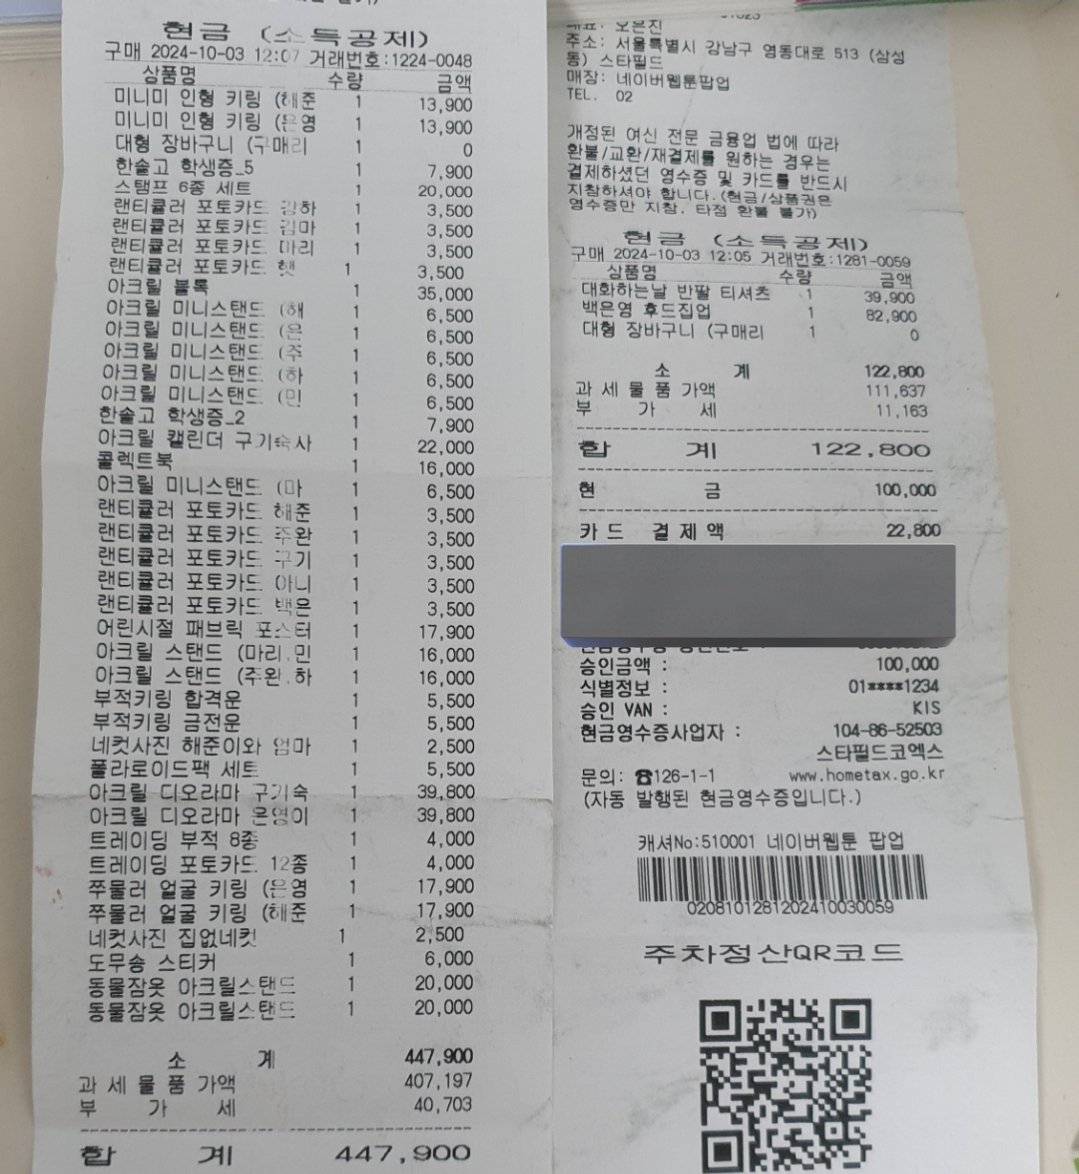 현금 (소득공제)
구매 2024-10-03 12:07 거래번호:1224-0048
상품명 수량 금액
미니미 인형 키링 (해준 1 13,900
미니미 인형 키링 (은영 1 13,900
대형 장바구니 (구매리 1 0
한솔고 학생증_5 1 7,900
스탬프 6종 세트 1 20,000
랜티큘러 포토카드 강하 1 3,500
랜티큘러 포토카드 김마 1 3,500
랜티큘러 포토카드 마리 1 3,500
랜티큘러 포토카드 햇 1 3,500
아크릴 블록 1 35,000
아크릴 미니스탠드 (해 1 6,500
아크릴 미니스탠드 (은 1 6,500
아크릴 미니스탠드 (주 1 6,500
아크릴 미니스탠드 (하 1 6,500
아크릴 미니스탠드 (민 1 6,500
한솔고 학생증_2 1 7,900
아크릴 캘린더 구기숙사 1 22,000
콜렉트북 1 16,000
아크릴 미니스탠드 (마 1 6,500
랜티큘러 포토카드 해준 1 3,500
랜티큘러 포토카드 주완 1 3,500
랜티큘러 포토카드 구기 1 3,500
랜티큘러 포토카드 아니 1 3,500
랜티큘러 포토카드 백은 1 3,500
어린시절 패브릭 포스터 1 17,900
아크릴 스탠드 (마리,민 1 16,000
아크릴 스탠드 (주완,하 1 16,000
부적키링 합격운 1 5,500
부적키링 금전운 1 5,500
네컷사진 해준이와 엄마 1 2,500
폴라로이드팩 세트 1 5,500
아크릴 디오라마 구기숙 1 39,800
아크릴 디오라마 은영이 1 39,800
트레이딩 부적 8종 1 4,000
트레이딩 포토카드 12종 1 4,000
쭈물러 얼굴 키링 (은영 1 17,900
쭈물러 얼굴 키링 (해준 1 17,900
네컷사진 집없네컷 1 2,500
도무송 스티커 1 6,000
동물잠옷 아크릴스탠드 1 20,000
동물잠옷 아크릴스탠드 1 20,000
소 계 447,900
과 세 물 품 가액 407,197
부 가 세 40,703
합 계 447,900
대표: 오은진
주소: 서울특별시 강남구 영동대로 513 (삼성
동) 스타필드
매장: 네이버웹툰팝업
TEL. 02
개정된 여신 전문 금융업 법에 따라
환불/교환/재결제를 원하는 경우는
결제하셨던 영수증 및 카드를 반드시
지참하셔야 합니다.(현금/상품권은
영수증만 지참. 타점 환불 불가)
현금 (소득공제)
구매 2024-10-03 12:05 거래번호:1281-0059
상품명 수량 금액
대화하는날 반팔 티셔츠 1 39,900
백은영 후드집업 1 82,900
대형 장바구니 (구매리 1 0
소 계 122,800
과 세 물 품 가액 111,637
부 가 세 11,163
합 계 122,800
현 금 100,000
카 드 결 제 액 22,800
승인금액 : 100,000
식별정보 : 01****1234
승인 VAN : KIS
현금영수증사업자 : 104-86-52503
스타필드코엑스
문의: ☎126-1-1 www.hometax.go.kr
(자동 발행된 현금영수증입니다.)
캐셔No:510001 네이버웹툰 팝업
0208101281202410030059
주차정산QR코드